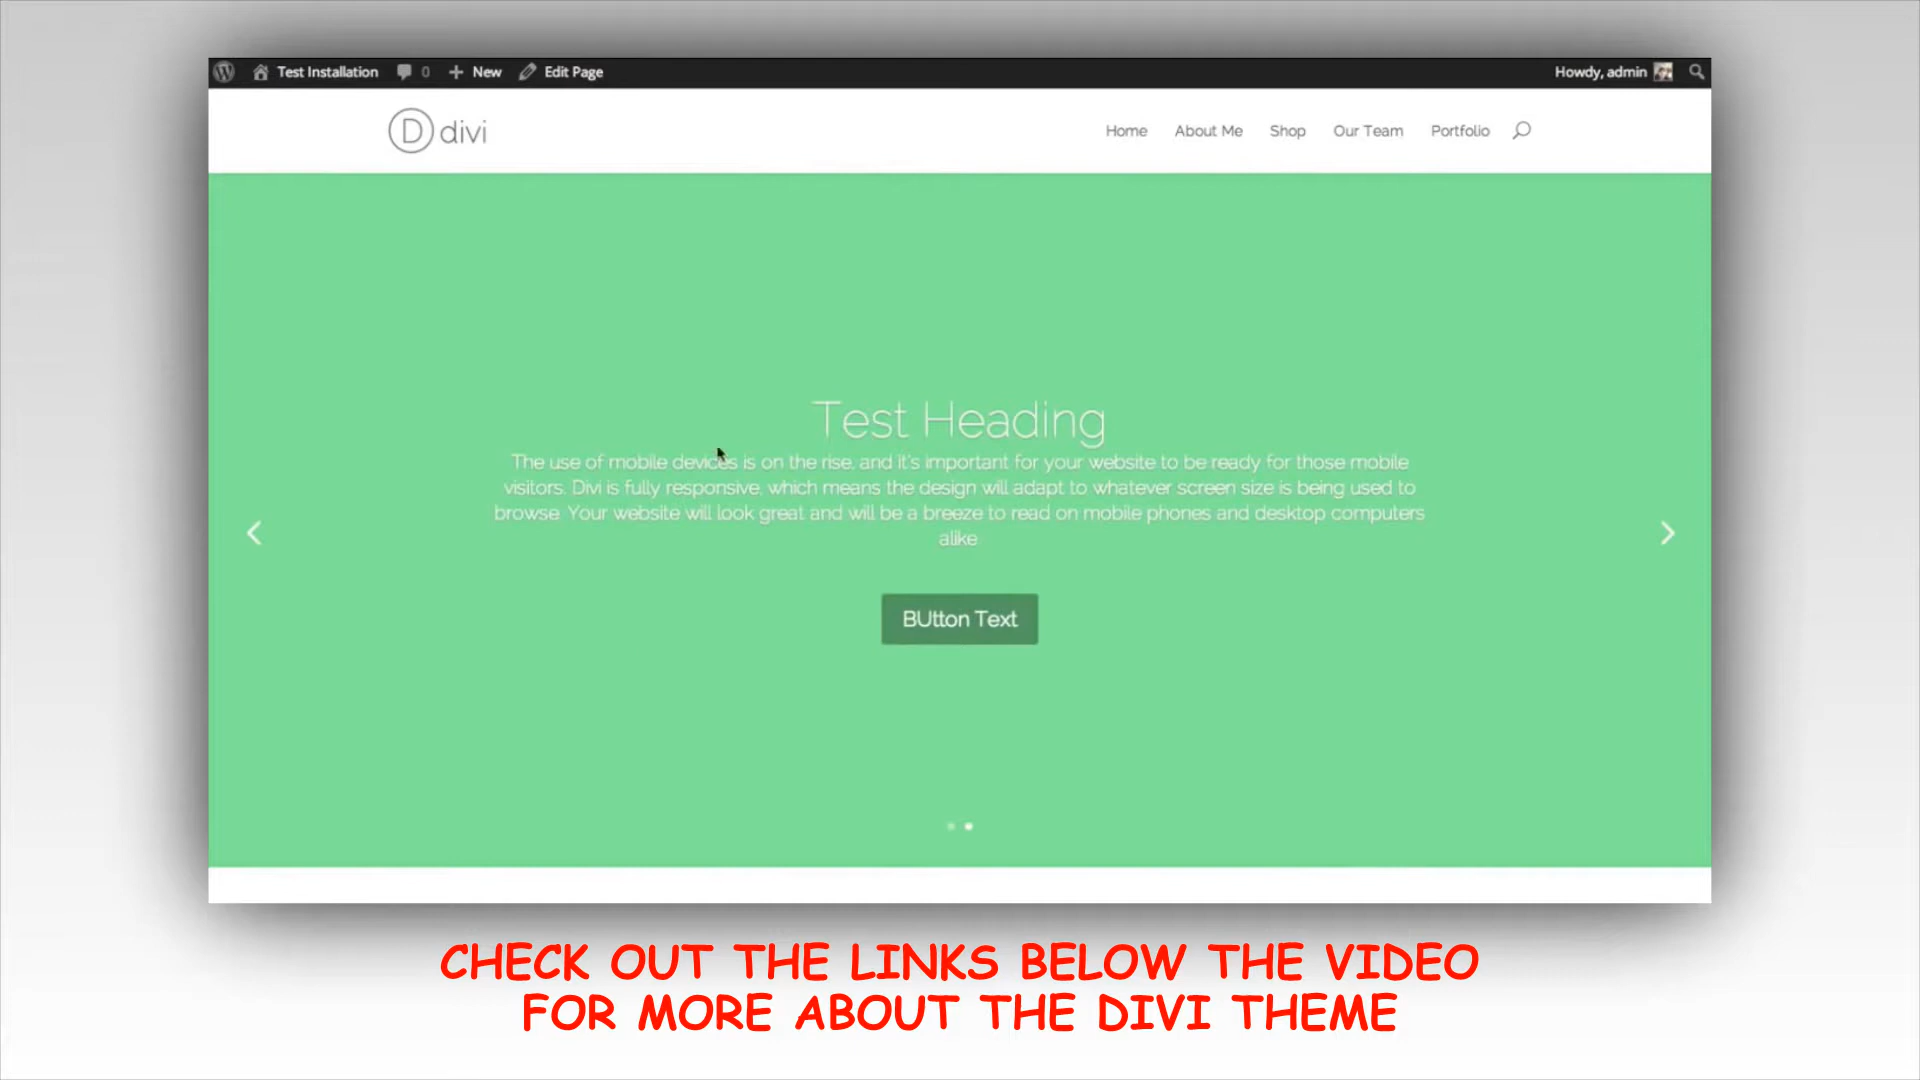 Test Installation 0 New Edit Page Howdy, admin
D divi Home About Me Shop Our Team Portfolio
Test Heading
The use of mobile devices is on the rise, and it's important for your website to be ready for those mobile
visitors. Divi is fully responsive, which means the design will adapt to whatever screen size is being used to
browse. Your website will look great and will be a breeze to read on mobile phones and desktop computers
alike
BUtton Text
CHECK OUT THE LINKS BELOW THE VIDEO
FOR MORE ABOUT THE DIVI THEME